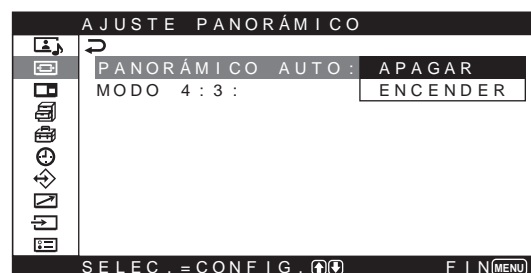 AJUSTE PANORÁMICO
PANORÁMICO AUTO: APAGAR
MODO 4:3: ENCENDER
SELEC.=CONFIG. FIN MENU